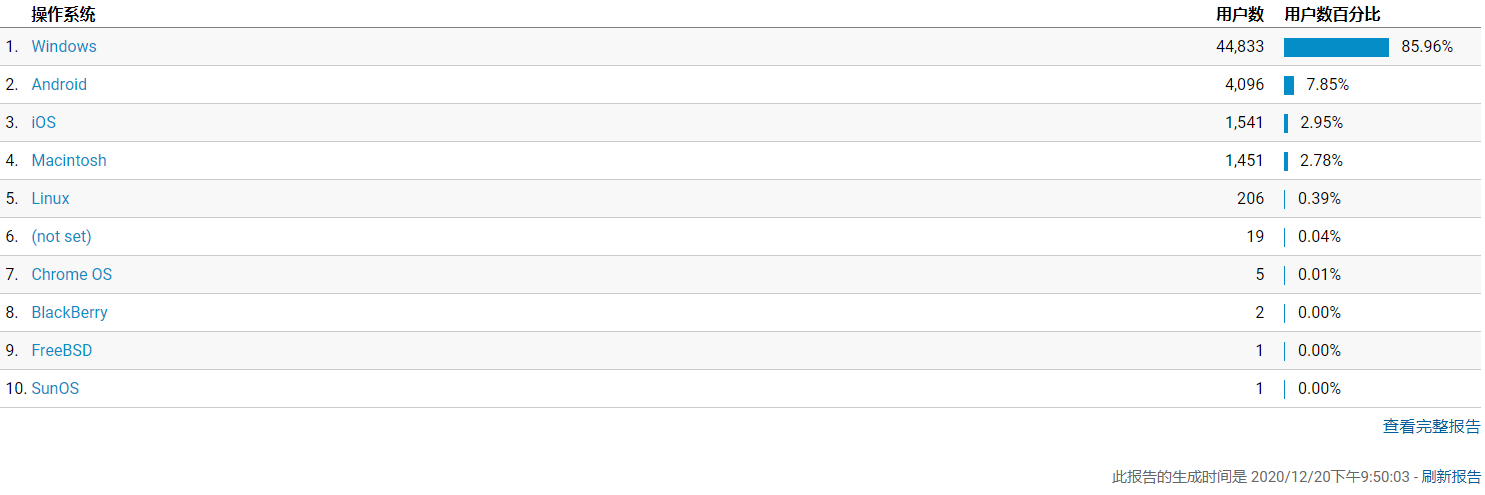 操作系统 用户数 用户数百分比
1. Windows 44,833 85.96%
2. Android 4,096 7.85%
3. iOS 1,541 2.95%
4. Macintosh 1,451 2.78%
5. Linux 206 0.39%
6. (not set) 19 0.04%
7. Chrome OS 5 0.01%
8. BlackBerry 2 0.00%
9. FreeBSD 1 0.00%
10. SunOS 1 0.00%
查看完整报告
此报告的生成时间是 2020/12/20下午9:50:03 - 刷新报告